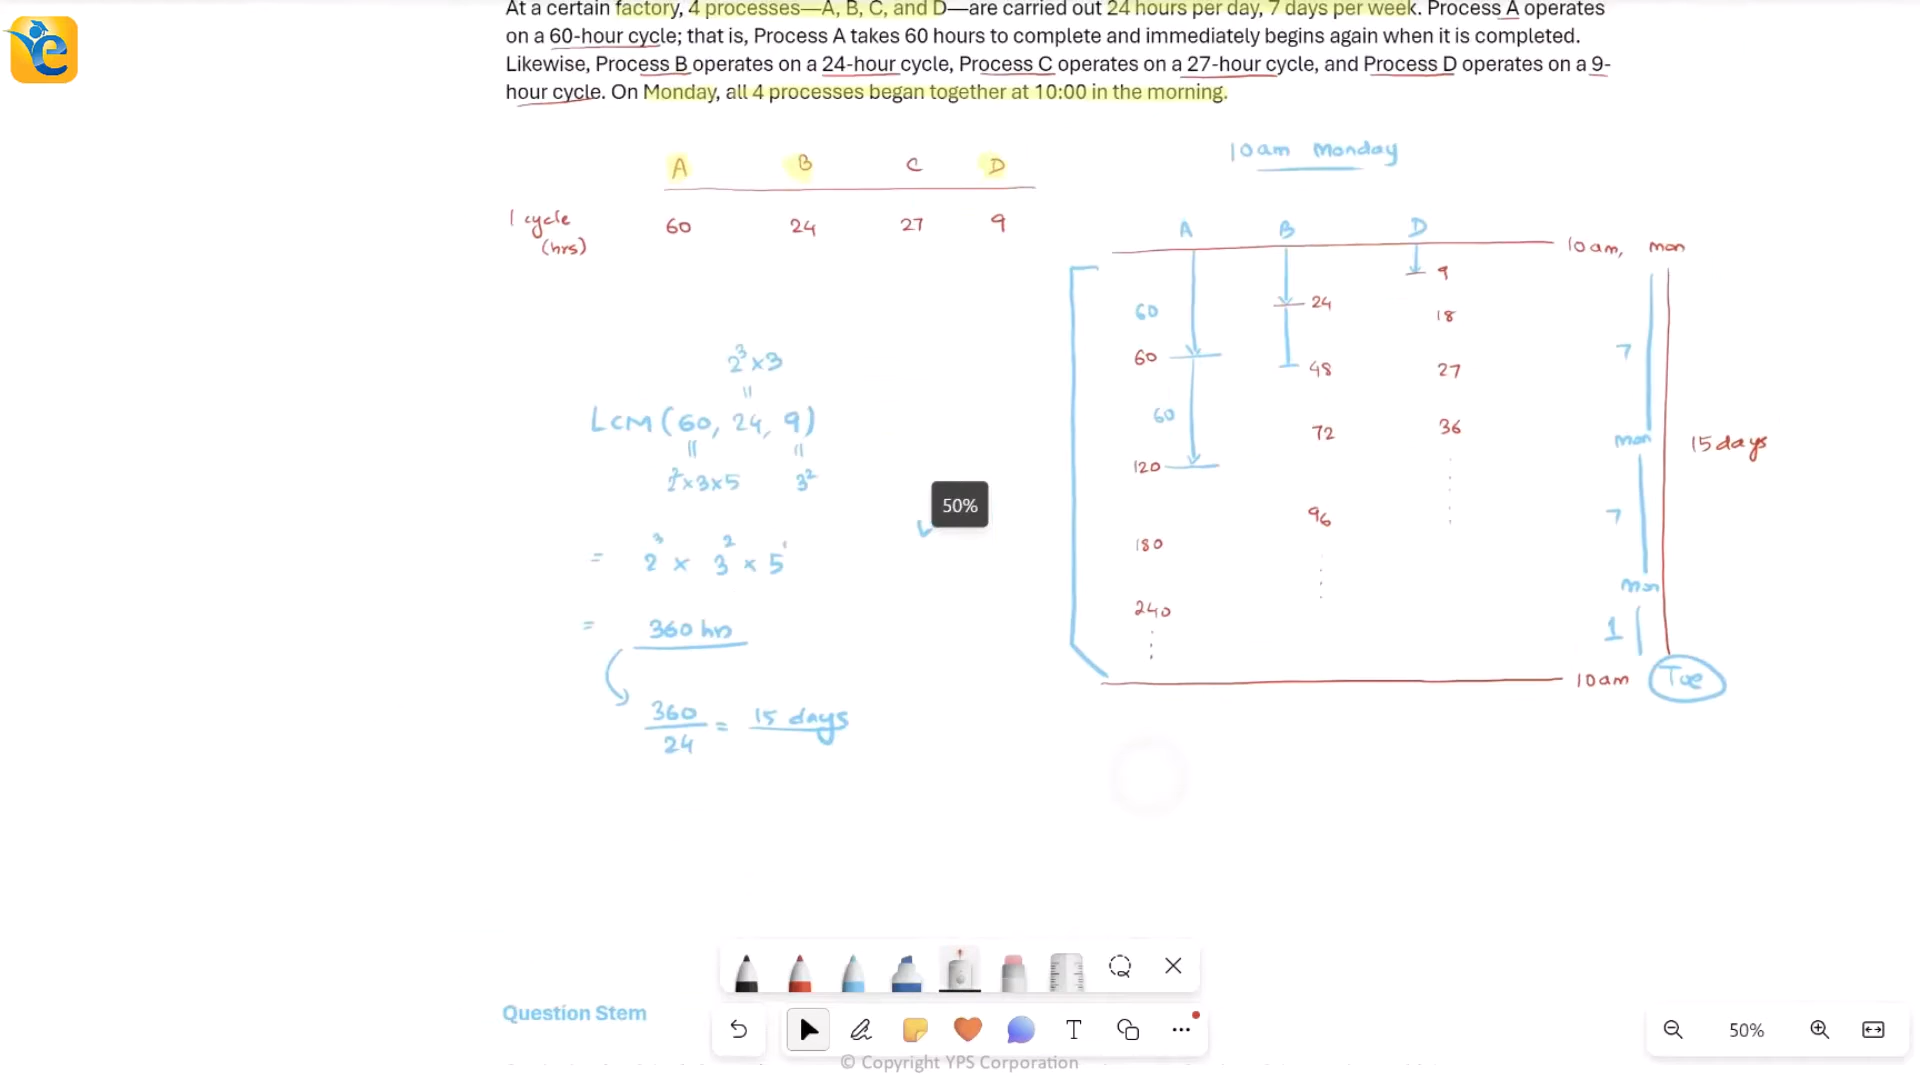 At a certain factory, 4 processes—A, B, C, and D—are carried out 24 hours per day, 7 days per week. Process A operates
on a 60-hour cycle; that is, Process A takes 60 hours to complete and immediately begins again when it is completed.
Likewise, Process B operates on a 24-hour cycle, Process C operates on a 27-hour cycle, and Process D operates on a 9-
hour cycle. On Monday, all 4 processes began together at 10:00 in the morning.
A B C D
1 cycle (hrs) 60 24 27 9
2³×3
=
LCM (60, 24, 9)
= =
2²×3×5 3²
= 2³ × 3² × 5¹
= 360 hrs
360/24 = 15 days
10am Monday
A B D
10am, mon
9
60 24 18
60 48 27 7
60
120 72 36 mon 15 days
180 96 7
240 mon
1
10am Tue
50%
Question Stem
T
50%
© Copyright YPS Corporation